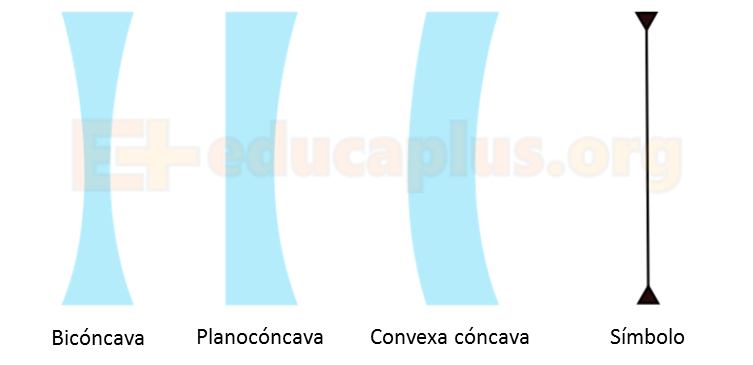 E+educaplus.org
Bicóncava
Planocóncava
Convexa cóncava
Símbolo